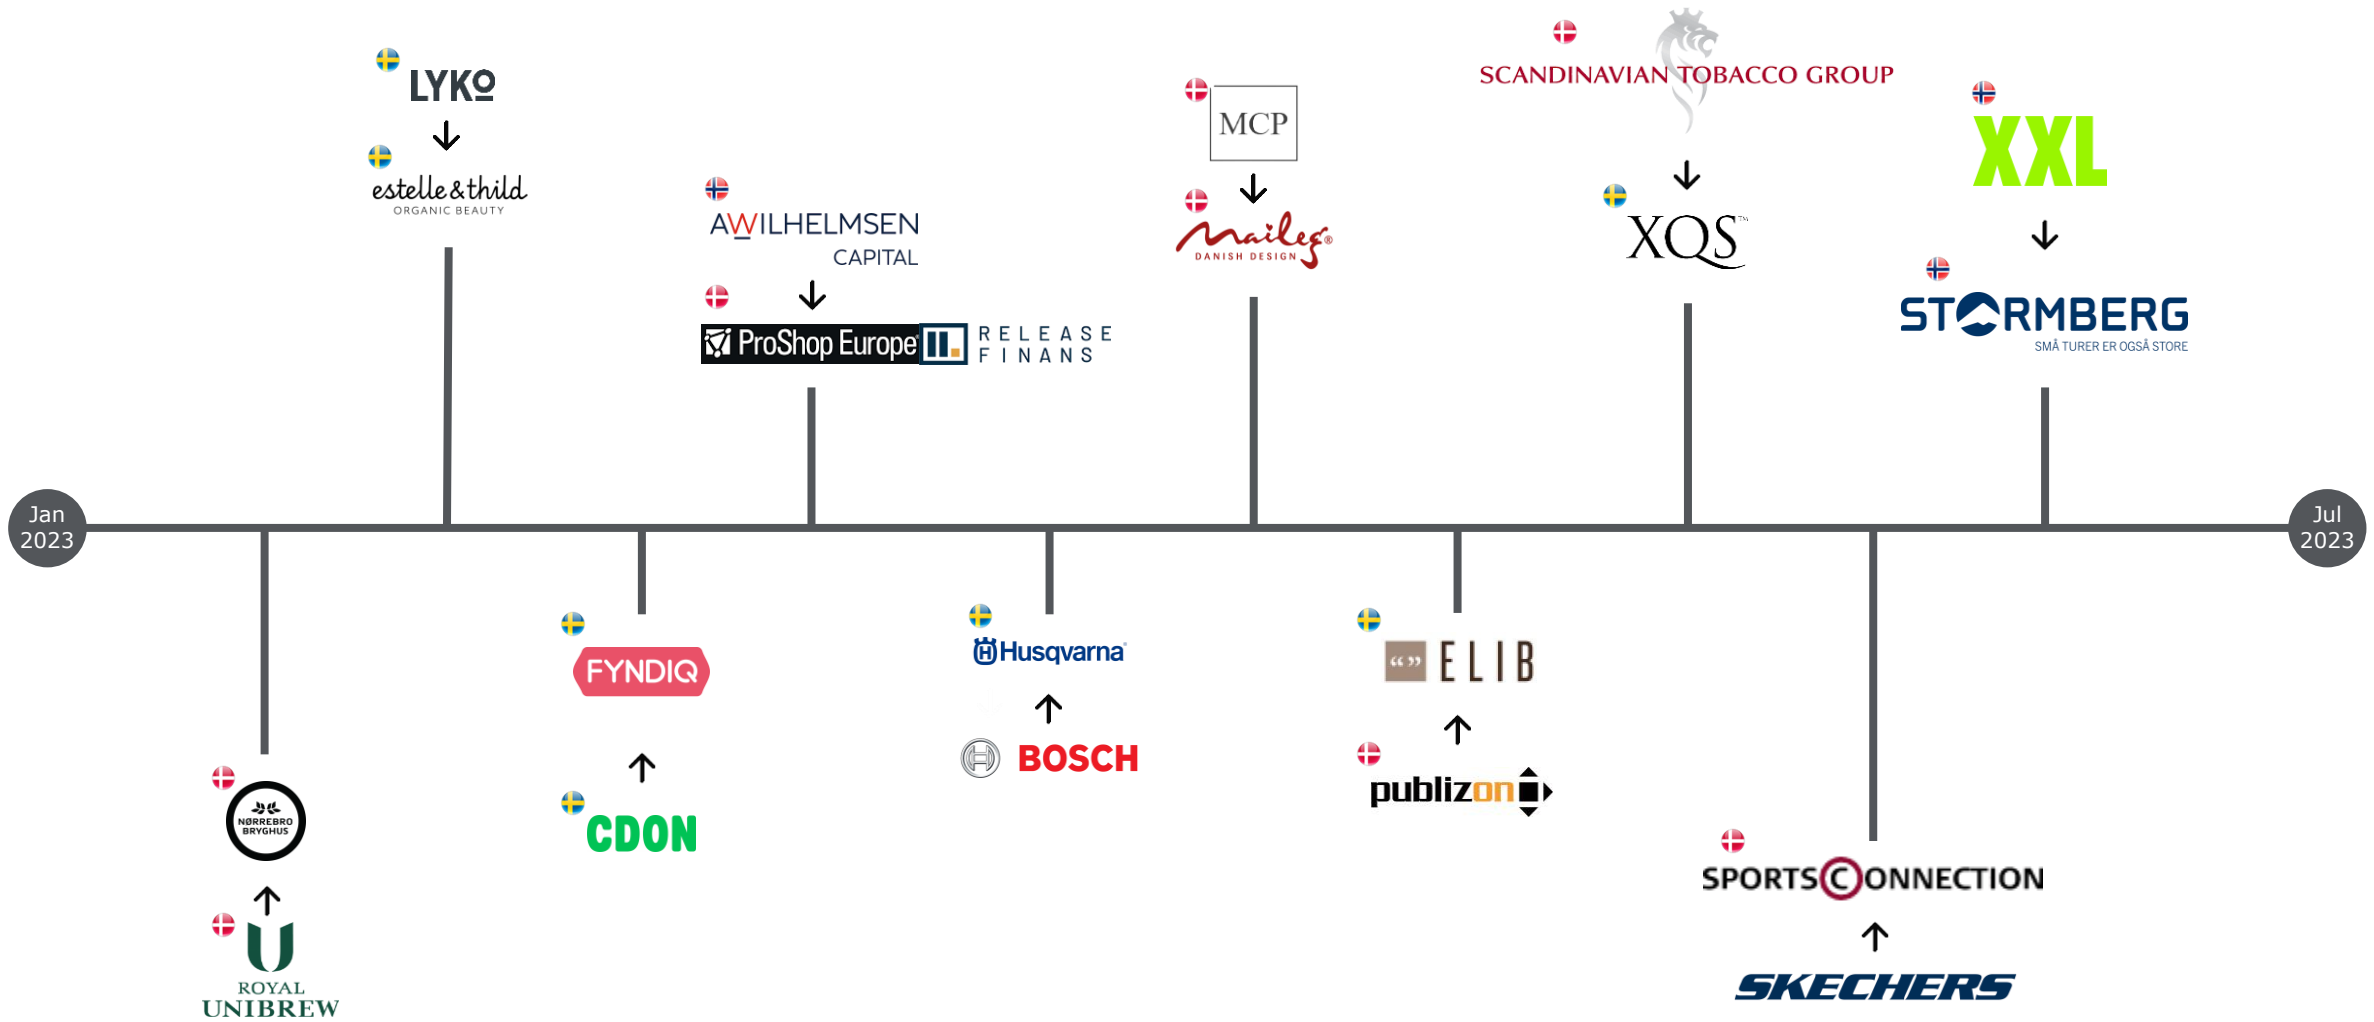 LYKO
estelle & thild
ORGANIC BEAUTY
AWILHELMSEN
CAPITAL
ProShop Europe
RELEASE
FINANS
MCP
Maileg®
DANISH DESIGN
SCANDINAVIAN TOBACCO GROUP
XQS™
XXL
STORMBERG
SMÅ TURER ER OGSÅ STORE
Jan
2023
Jul
2023
NØRREBRO
BRYGHUS
ROYAL
UNIBREW
FYNDIQ
CDON
H Husqvarna®
BOSCH
“” ELIB
publizon
SPORTSCONNECTION
SKECHERS